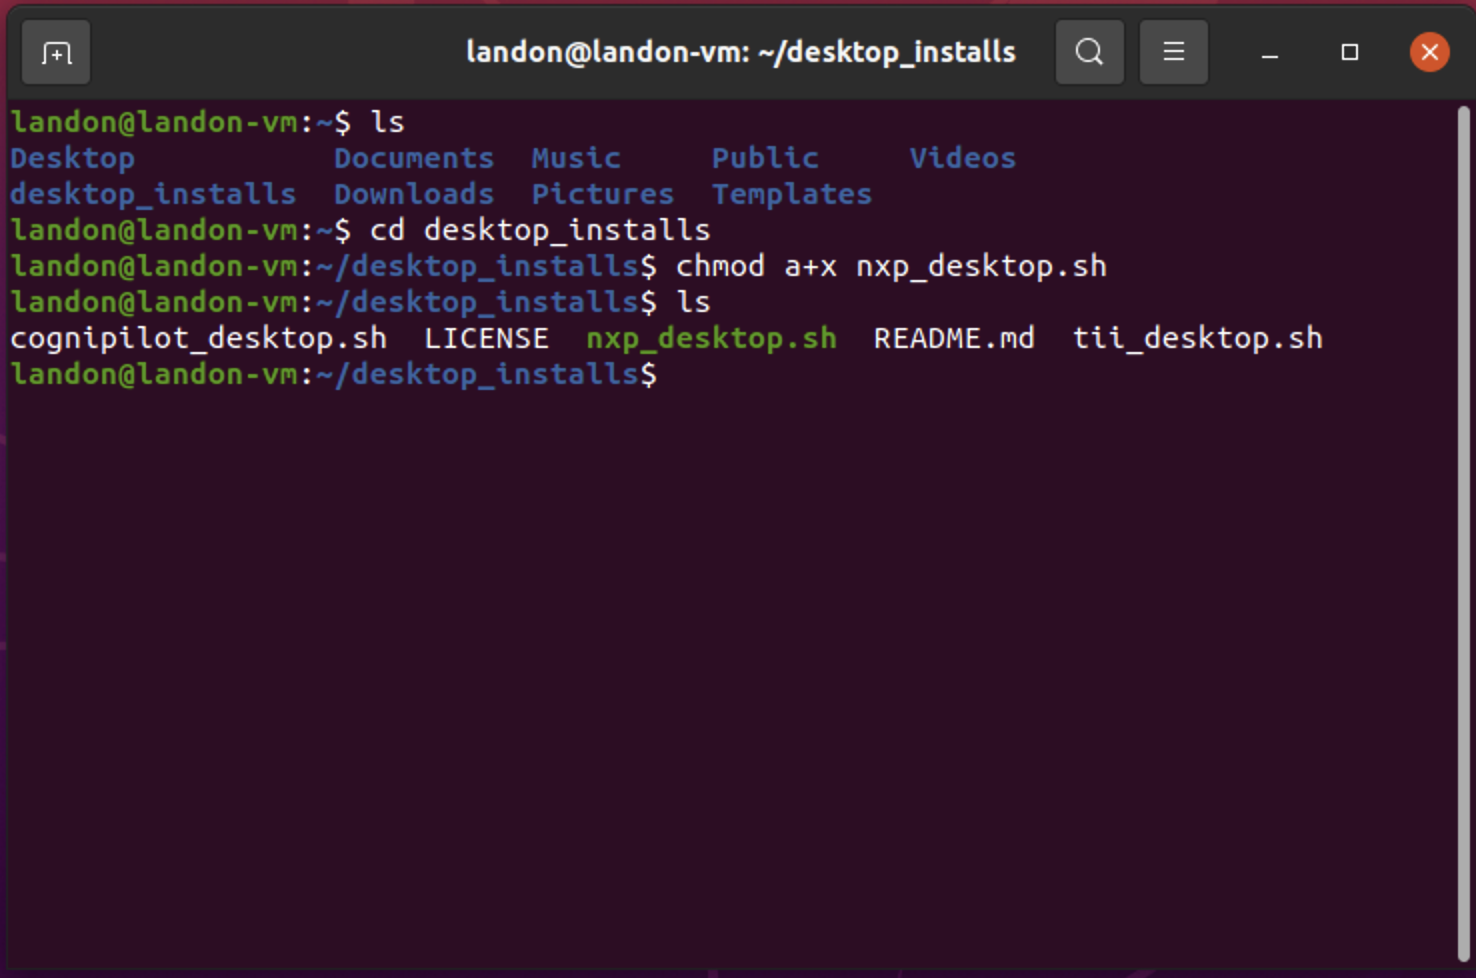 landon@landon-vm: ~/desktop_installs
landon@landon-vm:~$ ls
Desktop Documents Music Public Videos
desktop_installs Downloads Pictures Templates
landon@landon-vm:~$ cd desktop_installs
landon@landon-vm:~/desktop_installs$ chmod a+x nxp_desktop.sh
landon@landon-vm:~/desktop_installs$ ls
cognipilot_desktop.sh LICENSE nxp_desktop.sh README.md tii_desktop.sh
landon@landon-vm:~/desktop_installs$